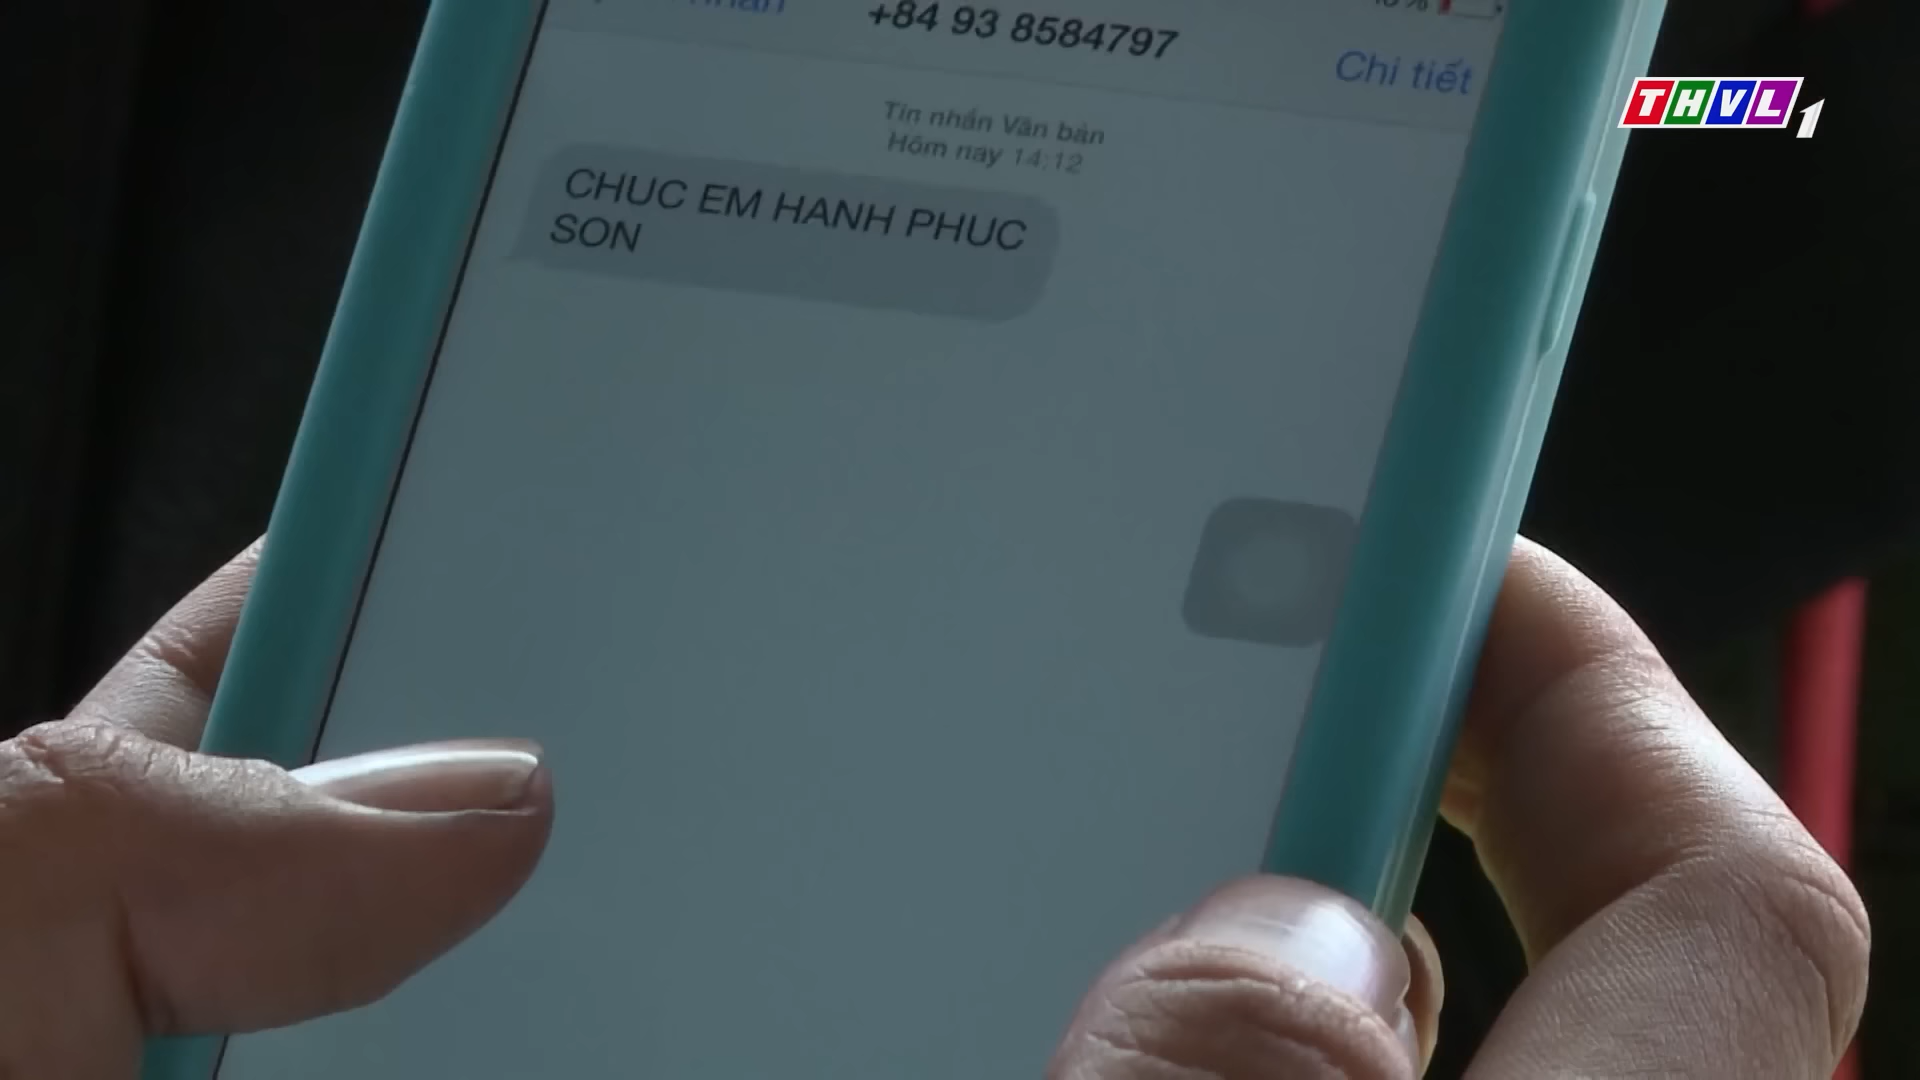 +84 93 8584797
Chi tiết
Tin nhắn Văn bản
Hôm nay 14:12
CHUC EM HANH PHUC
SON
THVL1